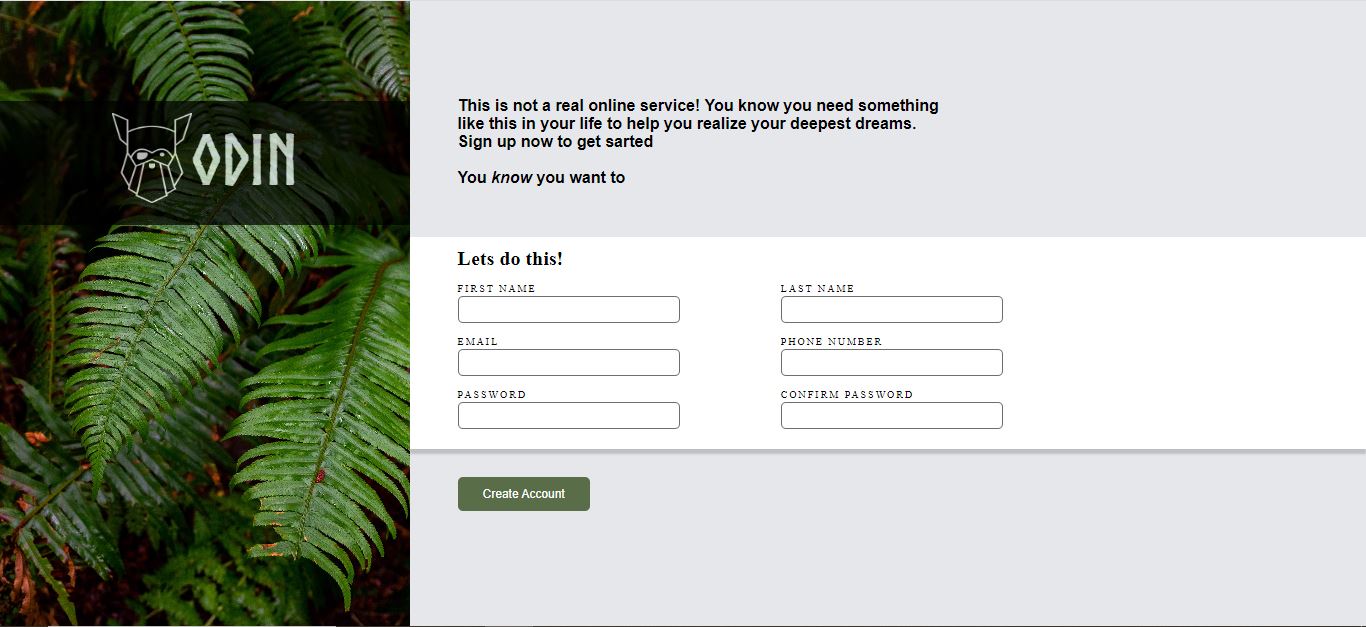 ODIN
This is not a real online service! You know you need something
like this in your life to help you realize your deepest dreams.
Sign up now to get sarted
You know you want to
Lets do this!
FIRST NAME
LAST NAME
EMAIL
PHONE NUMBER
PASSWORD
CONFIRM PASSWORD
Create Account